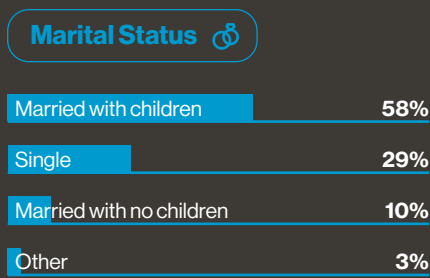 Marital Status
Married with children 58%
Single 29%
Married with no children 10%
Other 3%